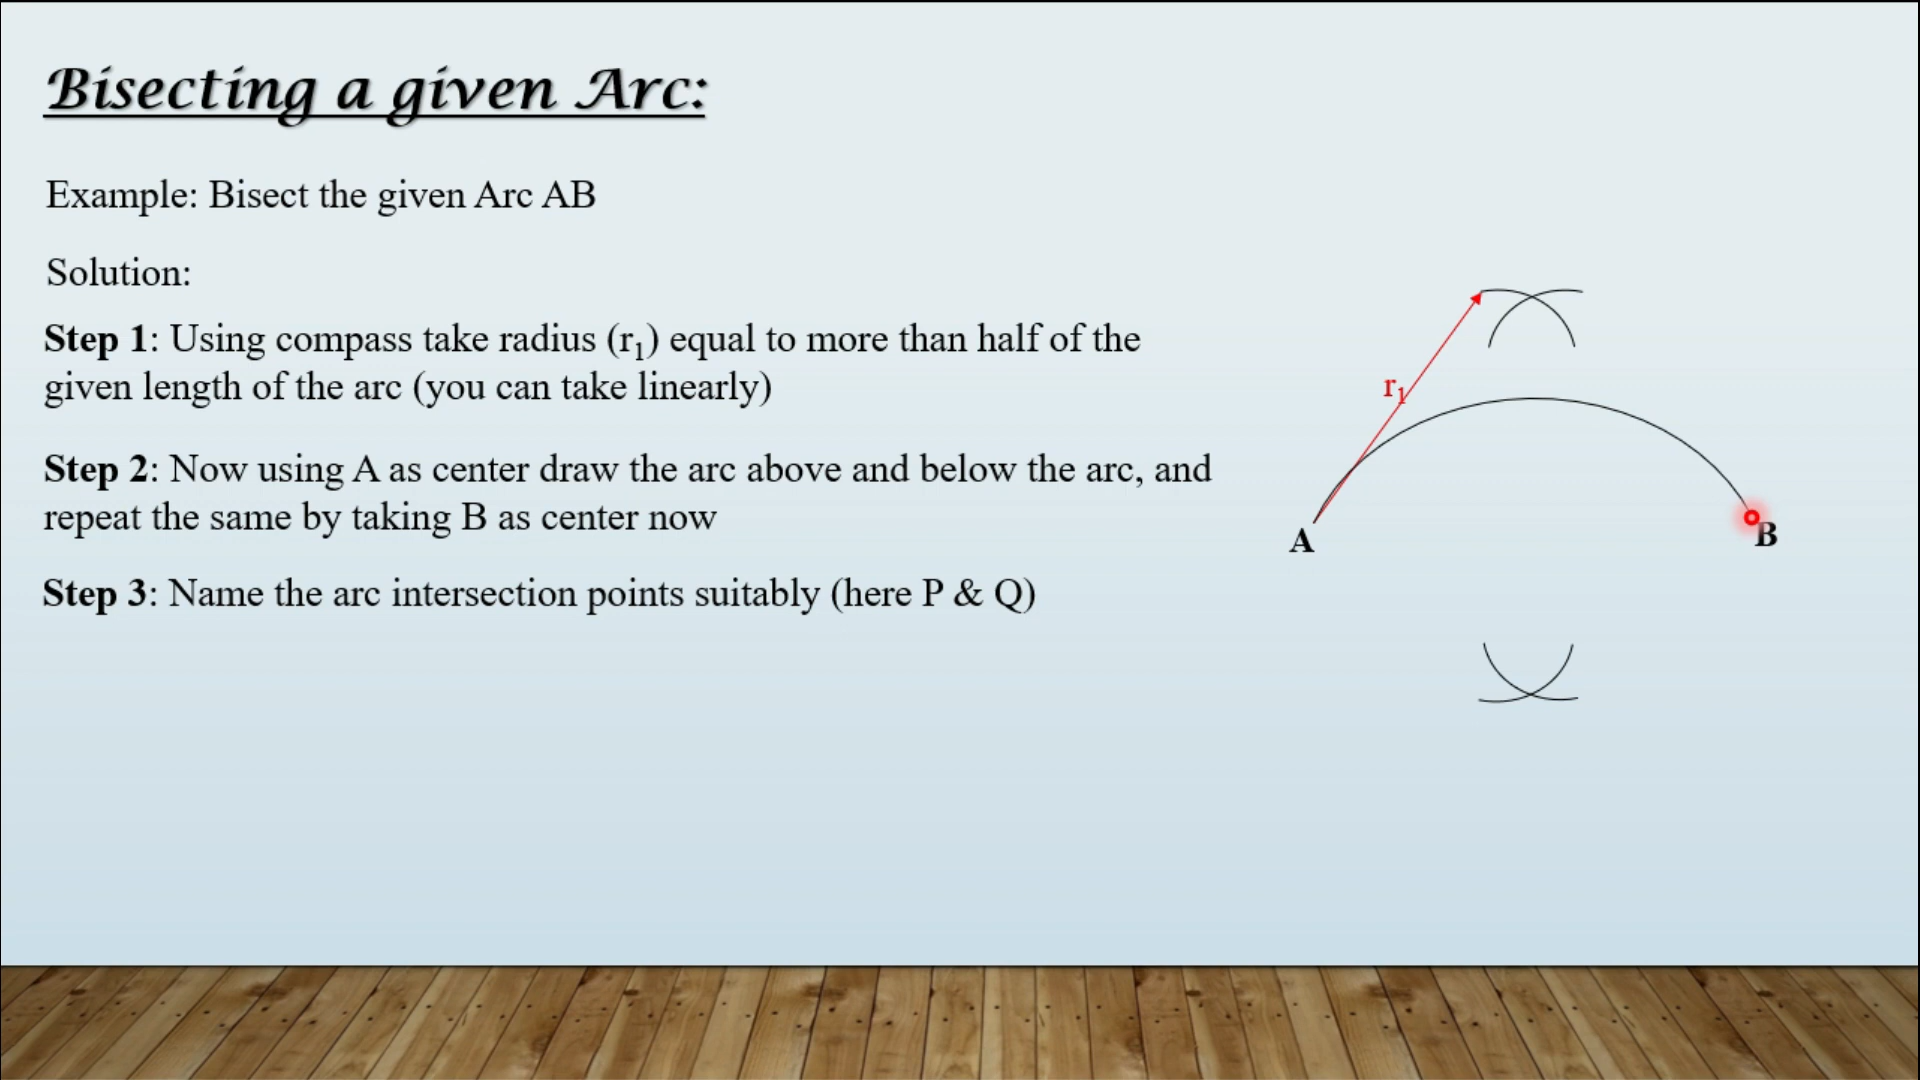 Bisecting a given Arc:
Example: Bisect the given Arc AB
Solution:
Step 1: Using compass take radius (r₁) equal to more than half of the
given length of the arc (you can take linearly)
Step 2: Now using A as center draw the arc above and below the arc, and
repeat the same by taking B as center now
Step 3: Name the arc intersection points suitably (here P & Q)
r₁
A
B